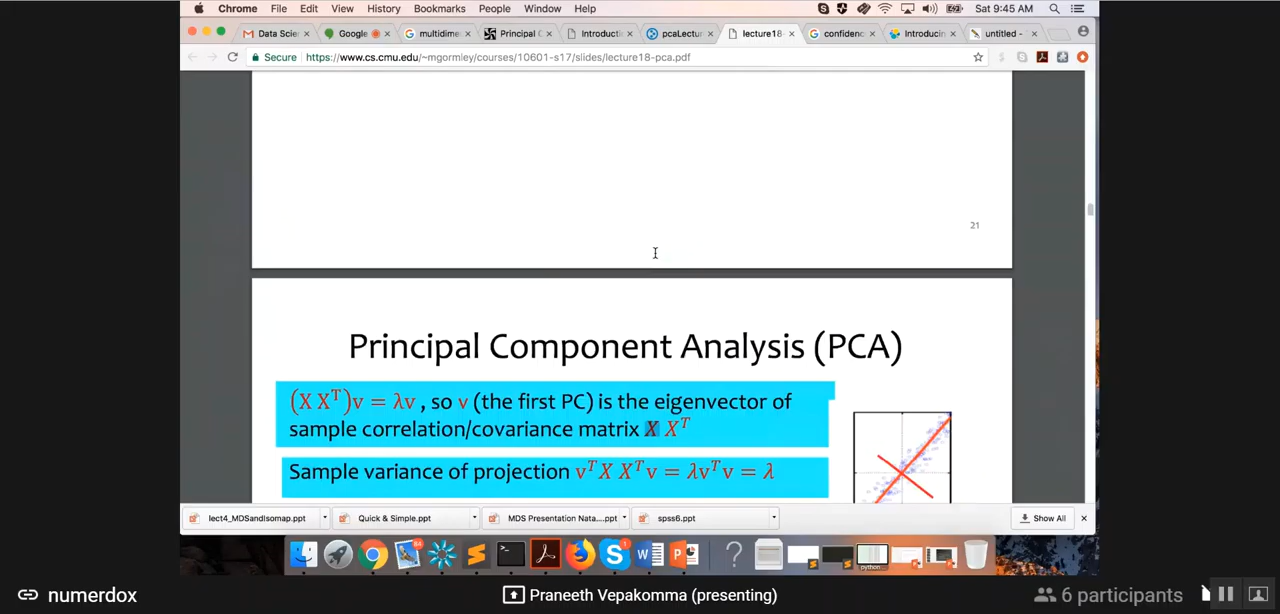 Chrome File Edit View History Bookmarks People Window Help Sat 9:45 AM
Data Scien Google multidime Principal C Introducti pcaLectur lecture18- confidenc Introducin untitled -
Secure https://www.cs.cmu.edu/~mgormley/courses/10601-s17/slides/lecture18-pca.pdf
21
Principal Component Analysis (PCA)
(X Xᵀ)v = λv , so v (the first PC) is the eigenvector of
sample correlation/covariance matrix X Xᵀ
Sample variance of projection vᵀX Xᵀv = λvᵀv = λ
lect4_MDSandIsomap.ppt Quick & Simple.ppt MDS Presentation Nata....ppt spss6.ppt Show All
python
numerdox Praneeth Vepakomma (presenting) 6 participants